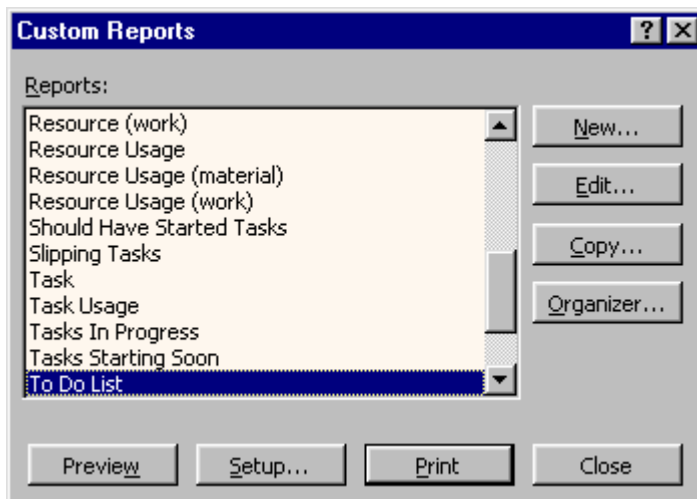 Custom Reports
Reports:
Resource (work)
Resource Usage
Resource Usage (material)
Resource Usage (work)
Should Have Started Tasks
Slipping Tasks
Task
Task Usage
Tasks In Progress
Tasks Starting Soon
To Do List
New...
Edit...
Copy...
Organizer...
Preview
Setup...
Print
Close